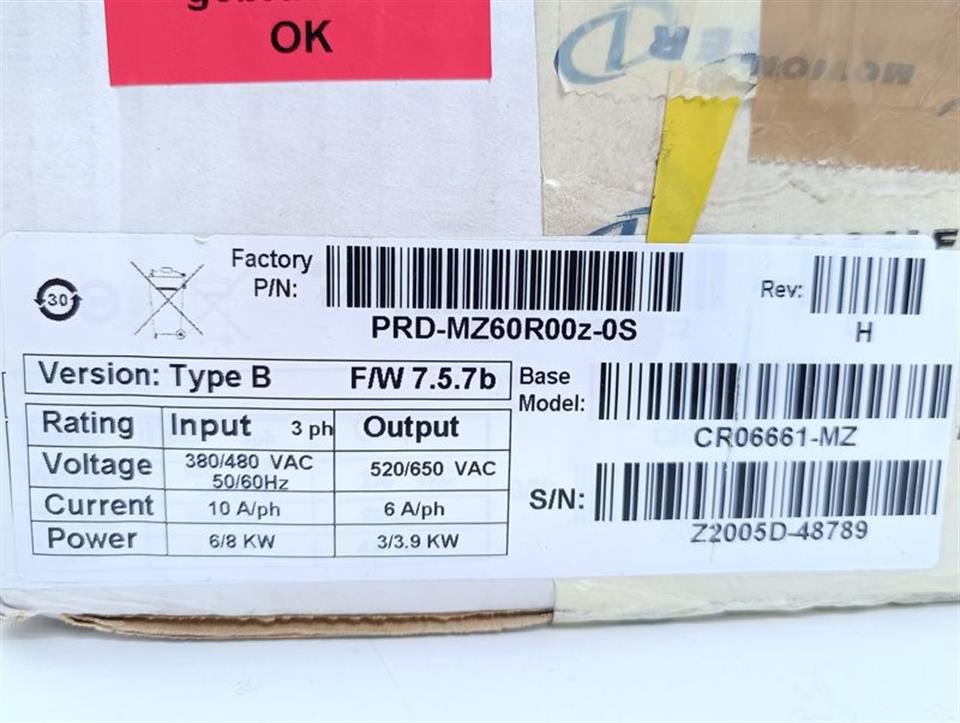 OK
MOTION
30
Factory
P/N:
PRD-MZ60R00z-0S
Rev:
H
Version: Type B F/W 7.5.7b
Base
Model:
CR06661-MZ
Rating Input 3 ph Output
Voltage 380/480 VAC 50/60Hz 520/650 VAC
Current 10 A/ph 6 A/ph
Power 6/8 KW 3/3.9 KW
S/N:
Z2005D-48789